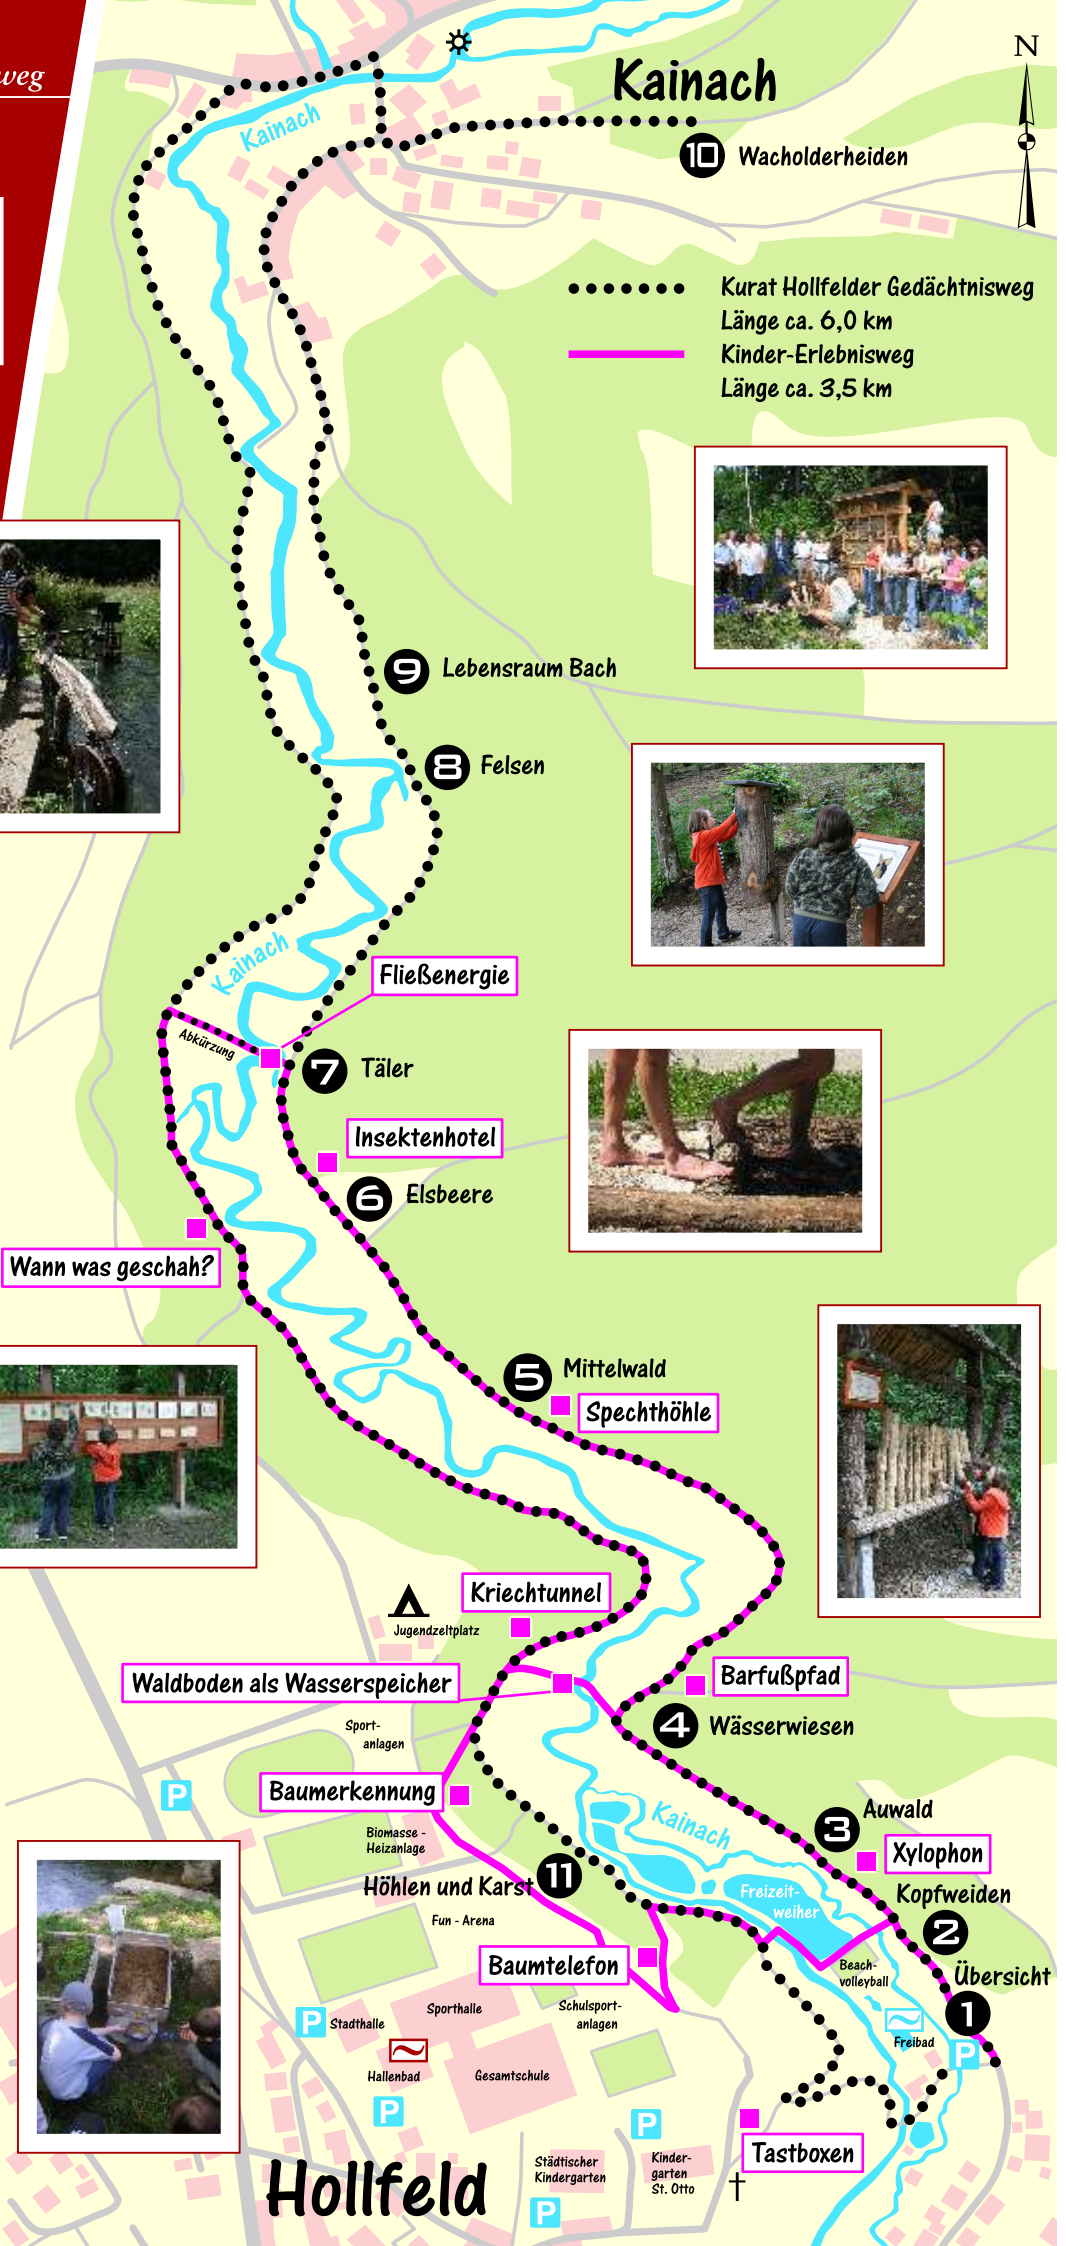 weg
N
Kainach
Kainach
10 Wacholderheiden
Kurat Hollfelder Gedächtnisweg
Länge ca. 6,0 km
Kinder-Erlebnisweg
Länge ca. 3,5 km
9 Lebensraum Bach
8 Felsen
Kainach
Fließenergie
Abkürzung
7 Täler
Insektenhotel
6 Elsbeere
Wann was geschah?
5 Mittelwald
Spechthöhle
Kriechtunnel
Jugendzeltplatz
Waldboden als Wasserspeicher
Barfußpfad
4 Wässerwiesen
Sport-
anlagen
P
Baumerkennung
Kainach
3 Auwald
Xylophon
Biomasse -
Heizanlage
Höhlen und Karst 11
Freizeit-
weiher
Kopfweiden
2
Fun - Arena
Baumtelefon
Beach-
volleyball
Übersicht
1
Sporthalle
Schulsport-
anlagen
P Stadthalle
Freibad
P
Hallenbad
Gesamtschule
P
P
Tastboxen
Städtischer
Kindergarten
Kinder-
garten
St. Otto
Hollfeld
P